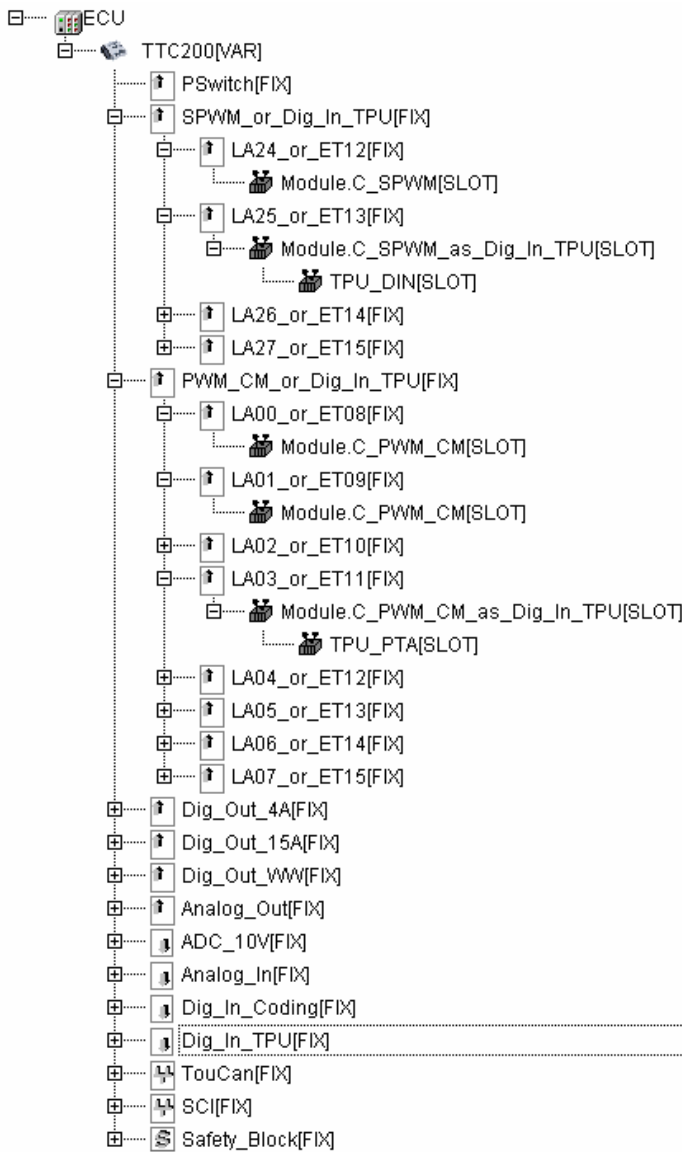 ECU
TTC200[VAR]
PSwitch[FIX]
SPWM_or_Dig_In_TPU[FIX]
LA24_or_ET12[FIX]
Module.C_SPWM[SLOT]
LA25_or_ET13[FIX]
Module.C_SPWM_as_Dig_In_TPU[SLOT]
TPU_DIN[SLOT]
LA26_or_ET14[FIX]
LA27_or_ET15[FIX]
PWM_CM_or_Dig_In_TPU[FIX]
LA00_or_ET08[FIX]
Module.C_PWM_CM[SLOT]
LA01_or_ET09[FIX]
Module.C_PWM_CM[SLOT]
LA02_or_ET10[FIX]
LA03_or_ET11[FIX]
Module.C_PWM_CM_as_Dig_In_TPU[SLOT]
TPU_PTA[SLOT]
LA04_or_ET12[FIX]
LA05_or_ET13[FIX]
LA06_or_ET14[FIX]
LA07_or_ET15[FIX]
Dig_Out_4A[FIX]
Dig_Out_15A[FIX]
Dig_Out_WW[FIX]
Analog_Out[FIX]
ADC_10V[FIX]
Analog_In[FIX]
Dig_In_Coding[FIX]
Dig_In_TPU[FIX]
TouCan[FIX]
SCI[FIX]
Safety_Block[FIX]